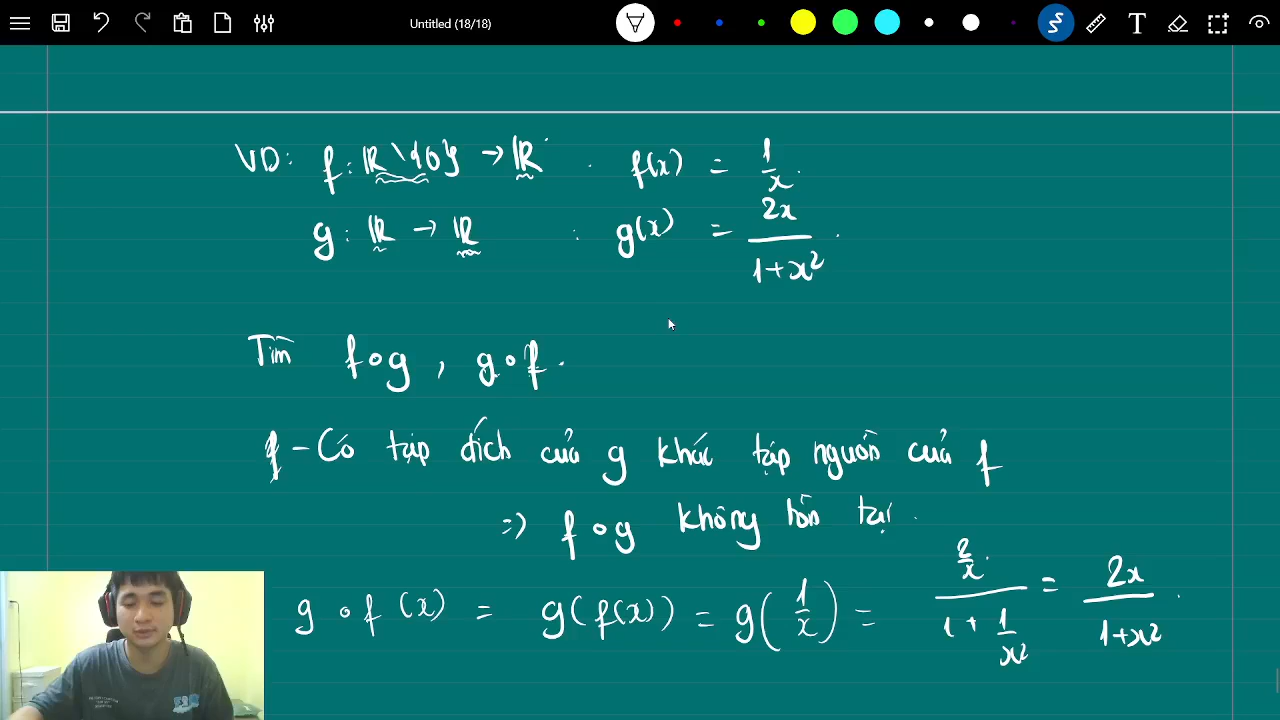 Untitled (18/18)
VD: f: ℝ\{0} → ℝ . f(x) = 1/x.
g: ℝ → ℝ : g(x) = 2x/(1+x²).
Tìm f∘g, g∘f.
f - Có tập đích của g khác tập nguồn của f
=> f∘g không tồn tại.
g∘f(x) = g(f(x)) = g(1/x) = (2/x)/(1 + 1/x²) = 2x/(1+x²).